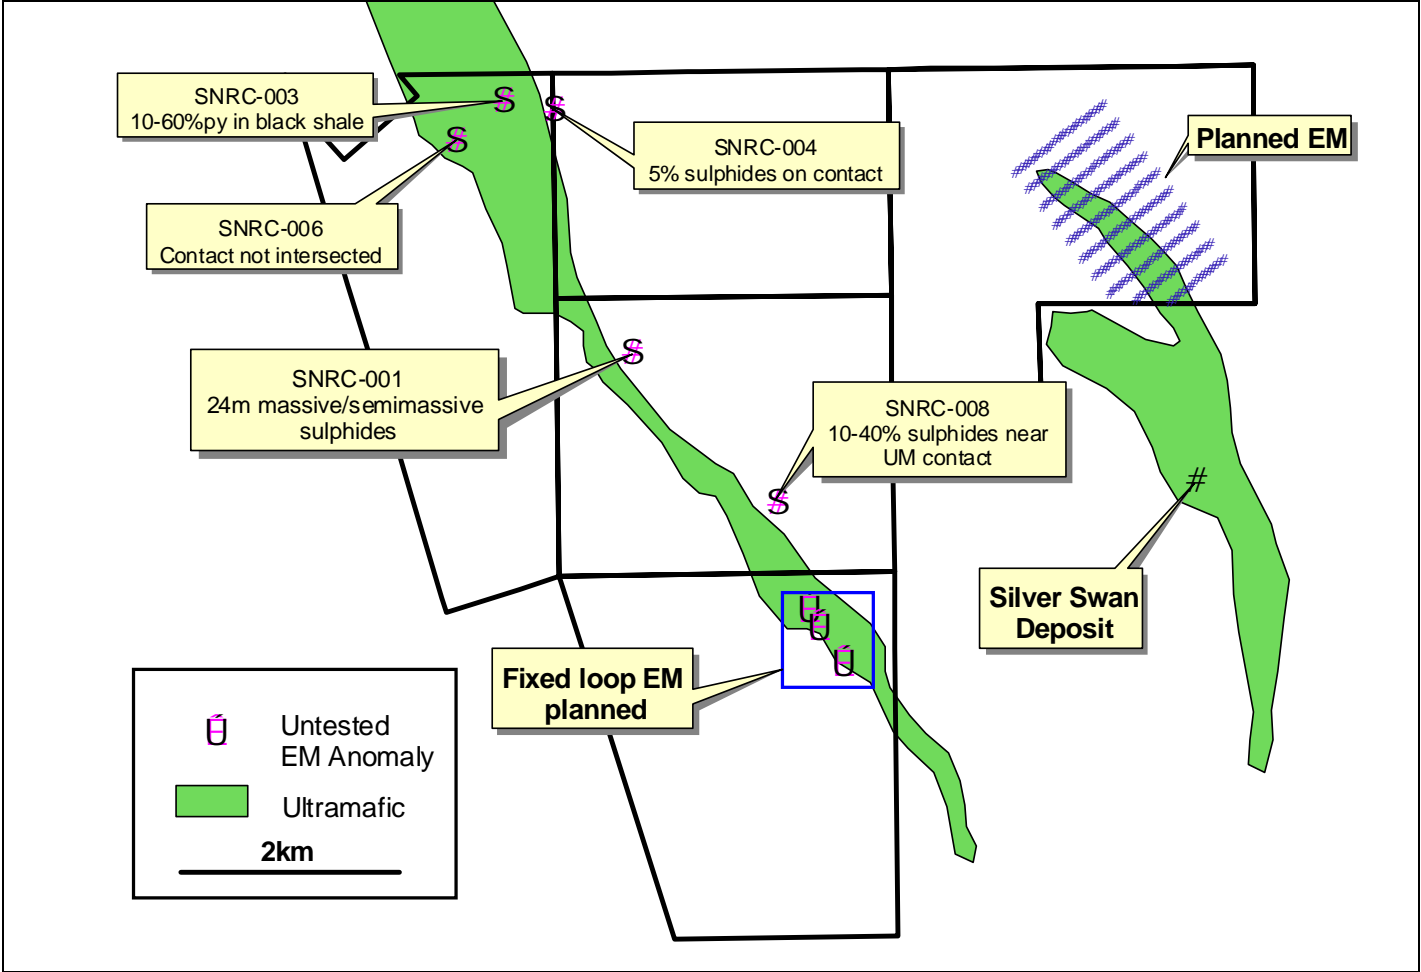 SNRC-003
10-60%py in black shale
SNRC-004
5% sulphides on contact
Planned EM
SNRC-006
Contact not intersected
SNRC-001
24m massive/semimassive
sulphides
SNRC-008
10-40% sulphides near
UM contact
Silver Swan
Deposit
Fixed loop EM
planned
Untested
EM Anomaly
Ultramafic
2km